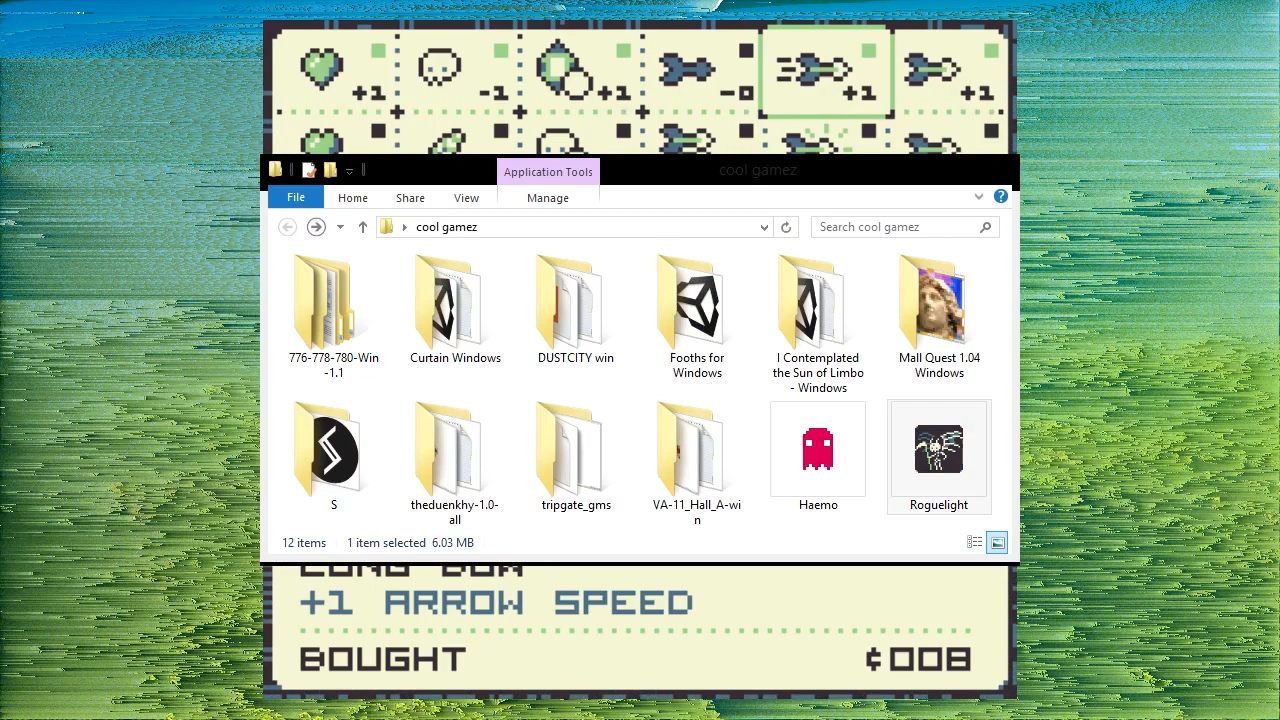 +1
-1
+1
-0
+1
+1
Application Tools
cool gamez
File
Home
Share
View
Manage
cool gamez
Search cool gamez
776-778-780-Win
-1.1
Curtain Windows
DUSTCITY win
Fooths for
Windows
I Contemplated
the Sun of Limbo
- Windows
Mall Quest 1.04
Windows
S
theduenkhy-1.0-
all
tripgate_gms
VA-11_Hall_A-wi
n
Haemo
Roguelight
12 items
1 item selected 6.03 MB
LONG BOW
+1 ARROW SPEED
BOUGHT
¢008